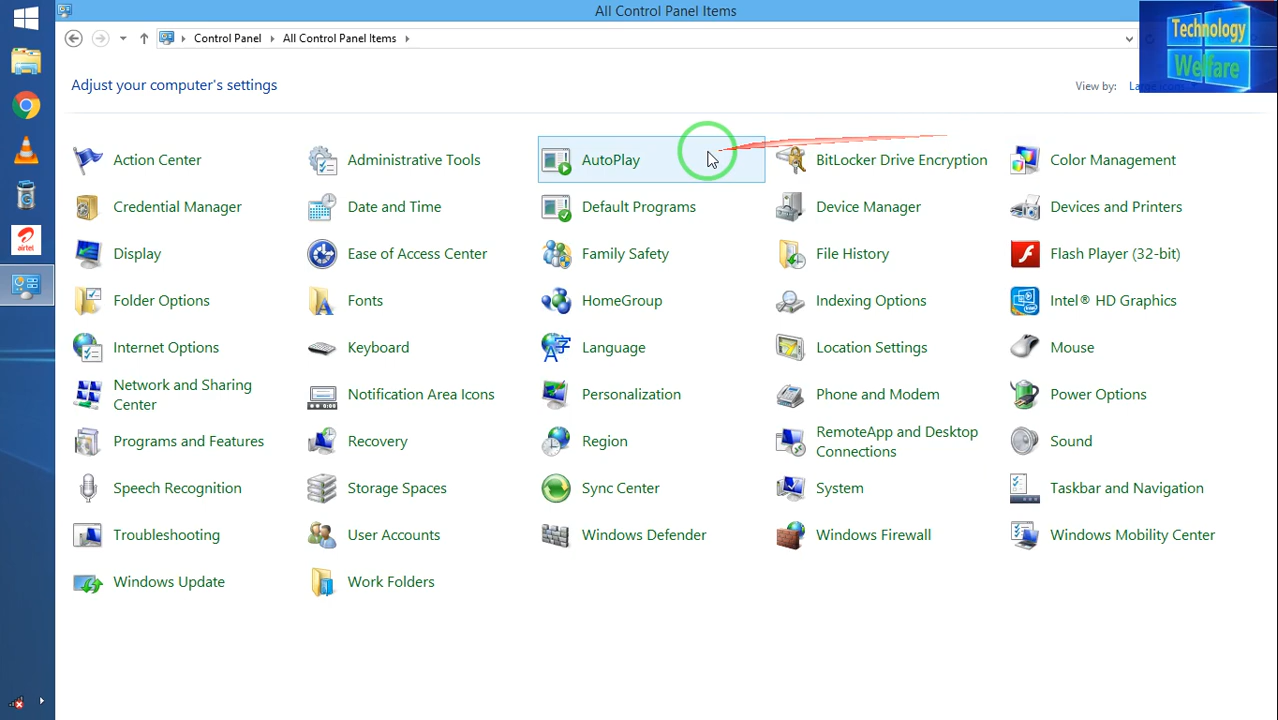 All Control Panel Items
Technology
Welfare
Control Panel
All Control Panel Items
Adjust your computer's settings
View by:
Action Center
Administrative Tools
AutoPlay
BitLocker Drive Encryption
Color Management
Credential Manager
Date and Time
Default Programs
Device Manager
Devices and Printers
Display
Ease of Access Center
Family Safety
File History
Flash Player (32-bit)
Folder Options
Fonts
HomeGroup
Indexing Options
Intel® HD Graphics
Internet Options
Keyboard
Language
Location Settings
Mouse
Network and Sharing
Center
Notification Area Icons
Personalization
Phone and Modem
Power Options
Programs and Features
Recovery
Region
RemoteApp and Desktop
Connections
Sound
Speech Recognition
Storage Spaces
Sync Center
System
Taskbar and Navigation
Troubleshooting
User Accounts
Windows Defender
Windows Firewall
Windows Mobility Center
Windows Update
Work Folders
airtel